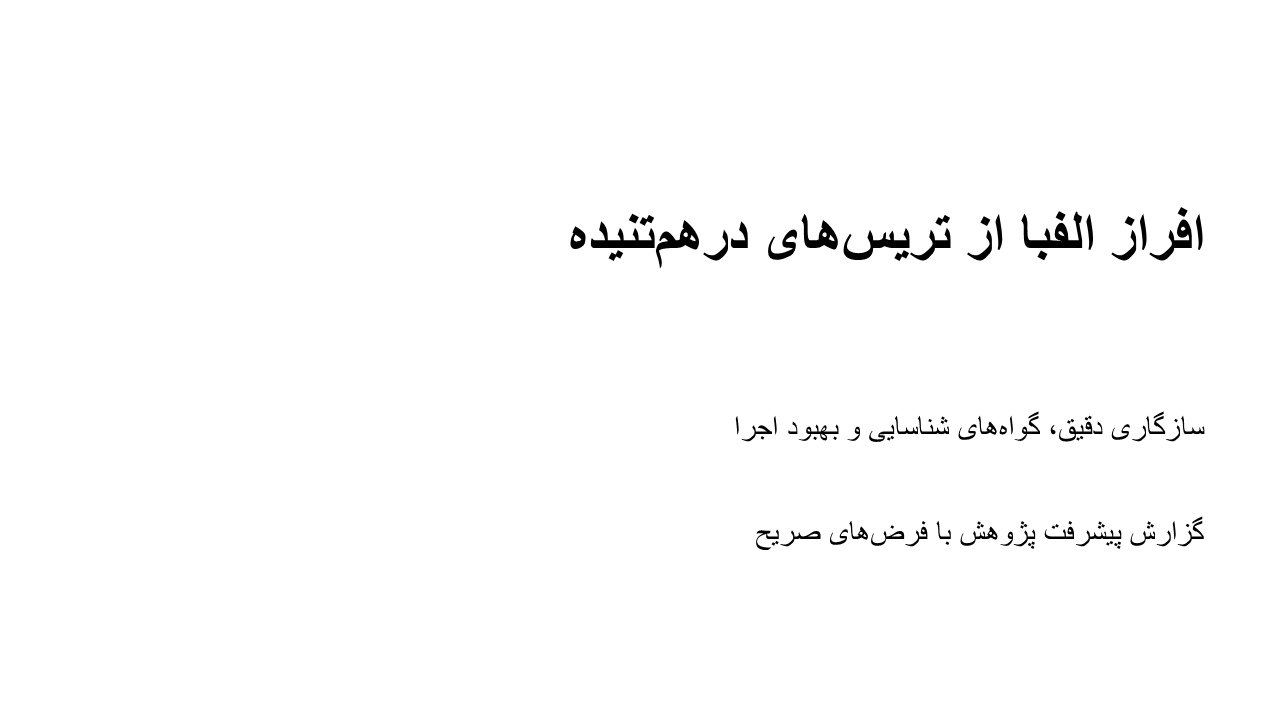 افراز الفبا از تریس‌های درهم‌تنیده
سازگاری دقیق، گواه‌های شناسایی و بهبود اجرا
گزارش پیشرفت پژوهش با فرض‌های صریح